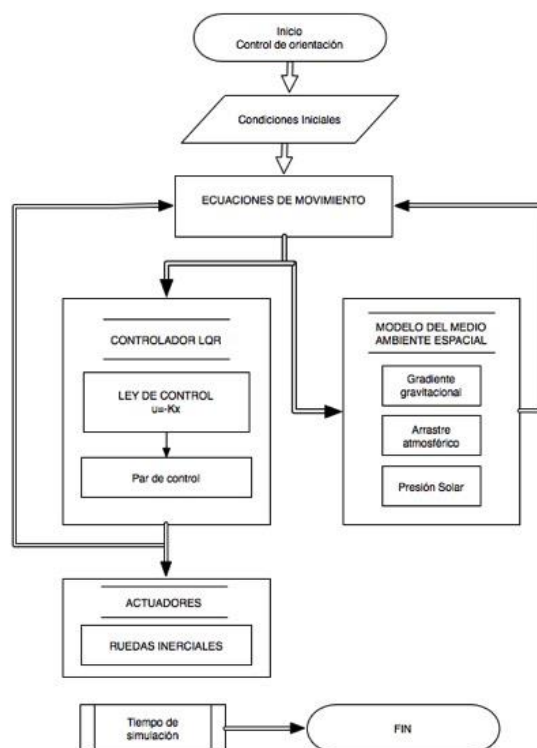 Inicio
Control de orientación
Condiciones Iniciales
ECUACIONES DE MOVIMIENTO
CONTROLADOR LQR
LEY DE CONTROL
u=-Kx
Par de control
MODELO DEL MEDIO
AMBIENTE ESPACIAL
Gradiente
gravitacional
Arrastre
atmosférico
Presión Solar
ACTUADORES
RUEDAS INERCIALES
Tiempo de
simulación
FIN